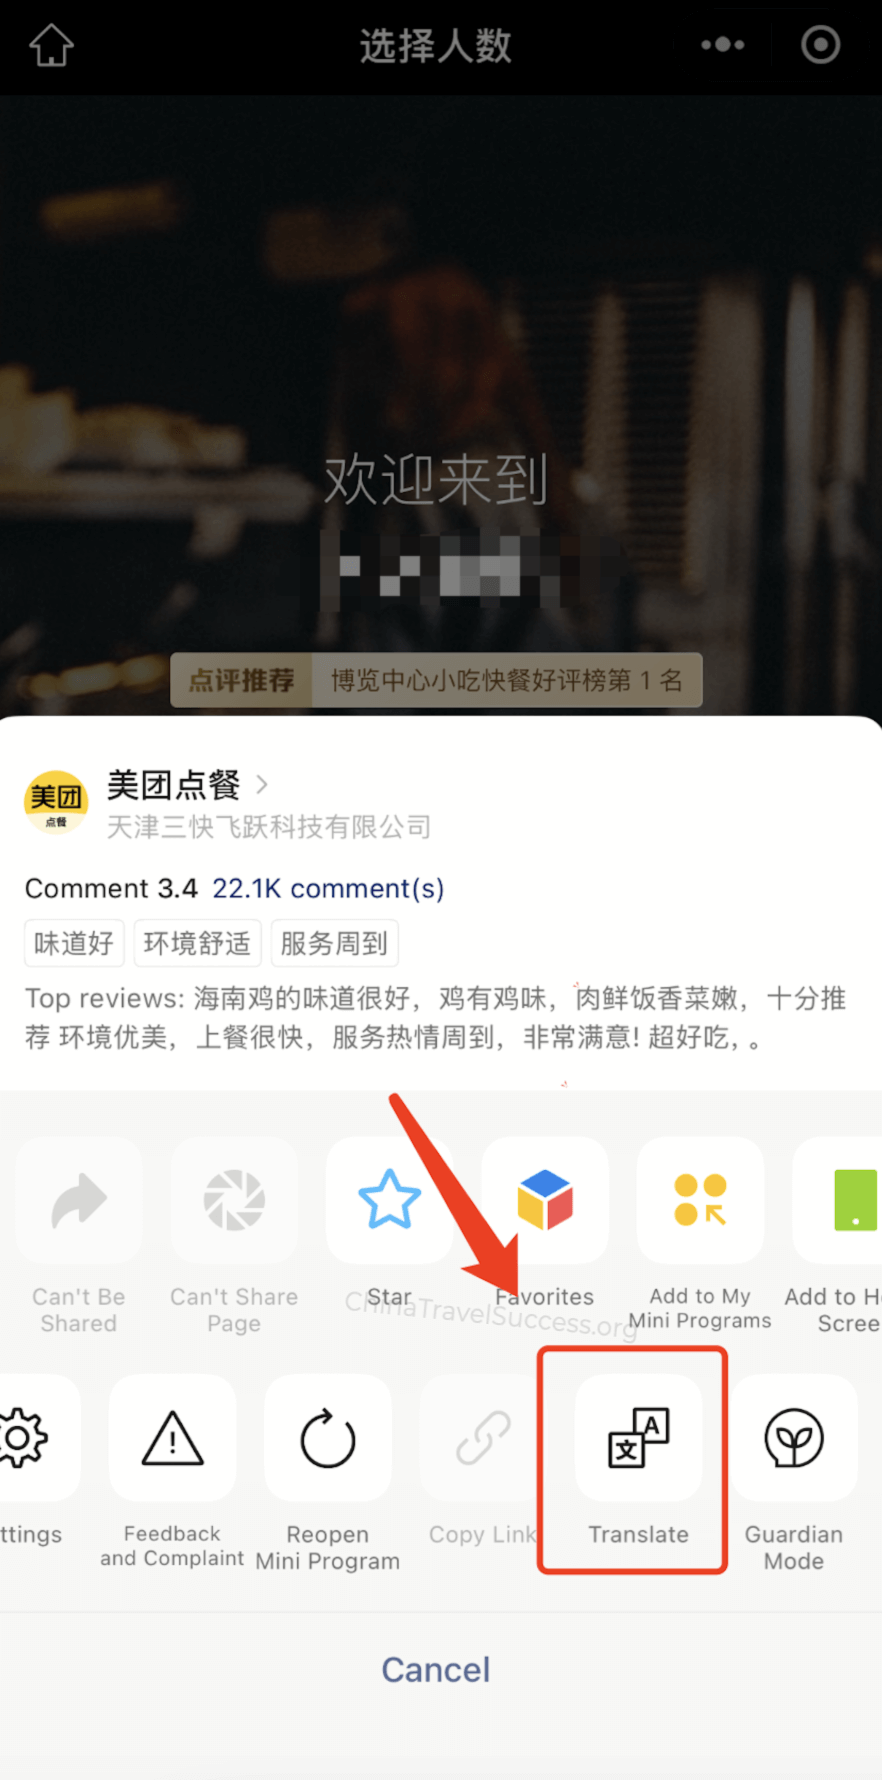 选择人数
欢迎来到
点评推荐 博览中心小吃快餐好评榜第 1 名
美团
点餐
美团点餐
天津三快飞跃科技有限公司
Comment 3.4 22.1K comment(s)
味道好 环境舒适 服务周到
Top reviews: 海南鸡的味道很好，鸡有鸡味，肉鲜饭香菜嫩，十分推
荐 环境优美，上餐很快，服务热情周到，非常满意! 超好吃，。
Can't Be
Shared
Can't Share
Page
Star
Favorites
Add to My
Mini Programs
Add to H
Scree
ChinaTravelSuccess.org
ttings
Feedback
and Complaint
Reopen
Mini Program
Copy Link
文 A
Translate
Guardian
Mode
Cancel